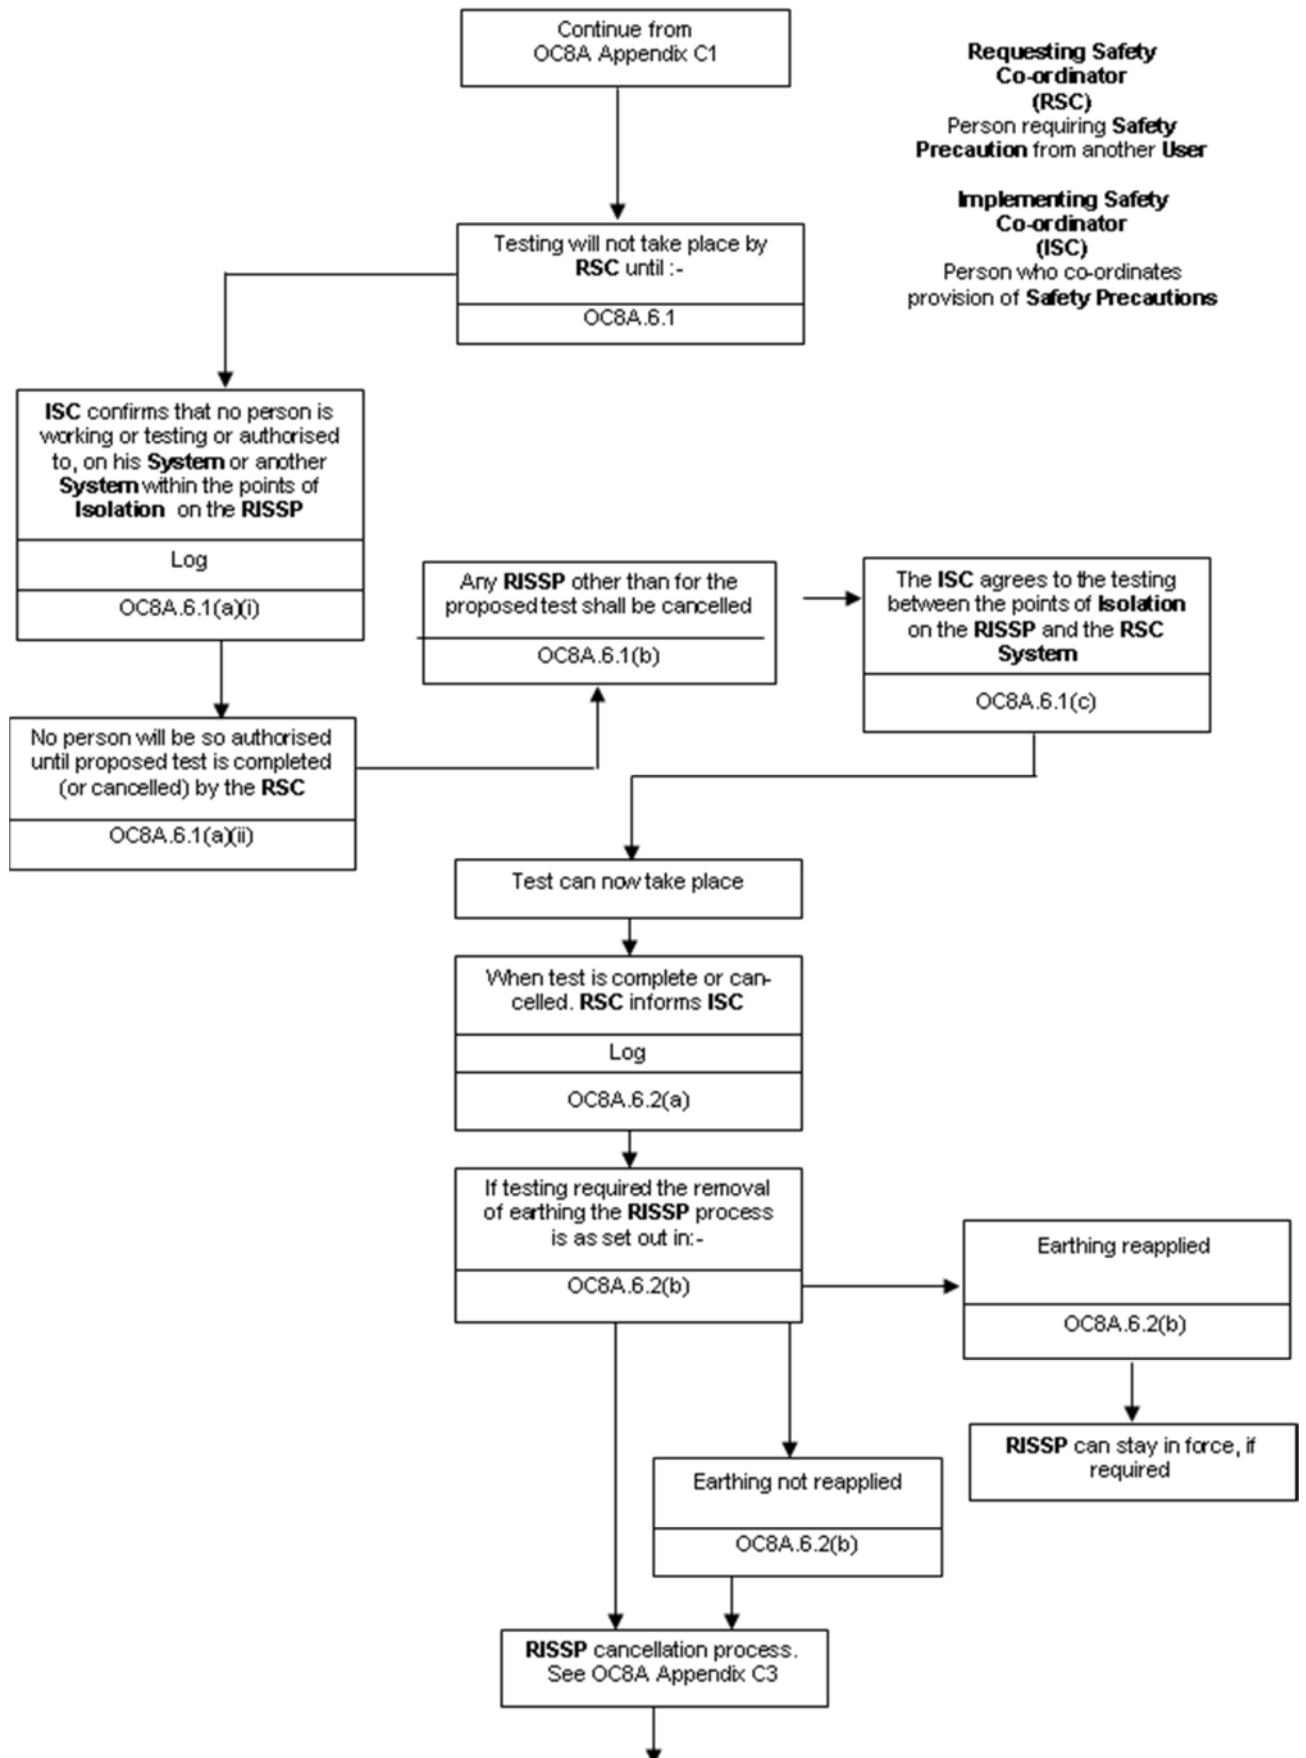 Continue from
OC8A Appendix C1
Requesting Safety
Co-ordinator
(RSC)
Person requiring Safety
Precaution from another User
Implementing Safety
Co-ordinator
(ISC)
Person who co-ordinates
provision of Safety Precautions
Testing will not take place by
RSC until :-
OC8A.6.1
ISC confirms that no person is
working or testing or authorised
to, on his System or another
System within the points of
Isolation on the RISSP
Log
OC8A.6.1(a)(i)
No person will be so authorised
until proposed test is completed
(or cancelled) by the RSC
OC8A.6.1(a)(ii)
Any RISSP other than for the
proposed test shall be cancelled
OC8A.6.1(b)
The ISC agrees to the testing
between the points of Isolation
on the RISSP and the RSC
System
OC8A.6.1(c)
Test can now take place
When test is complete or can-
celled. RSC informs ISC
Log
OC8A.6.2(a)
If testing required the removal
of earthing the RISSP process
is as set out in:-
OC8A.6.2(b)
Earthing reapplied
OC8A.6.2(b)
RISSP can stay in force, if
required
Earthing not reapplied
OC8A.6.2(b)
RISSP cancellation process.
See OC8A Appendix C3